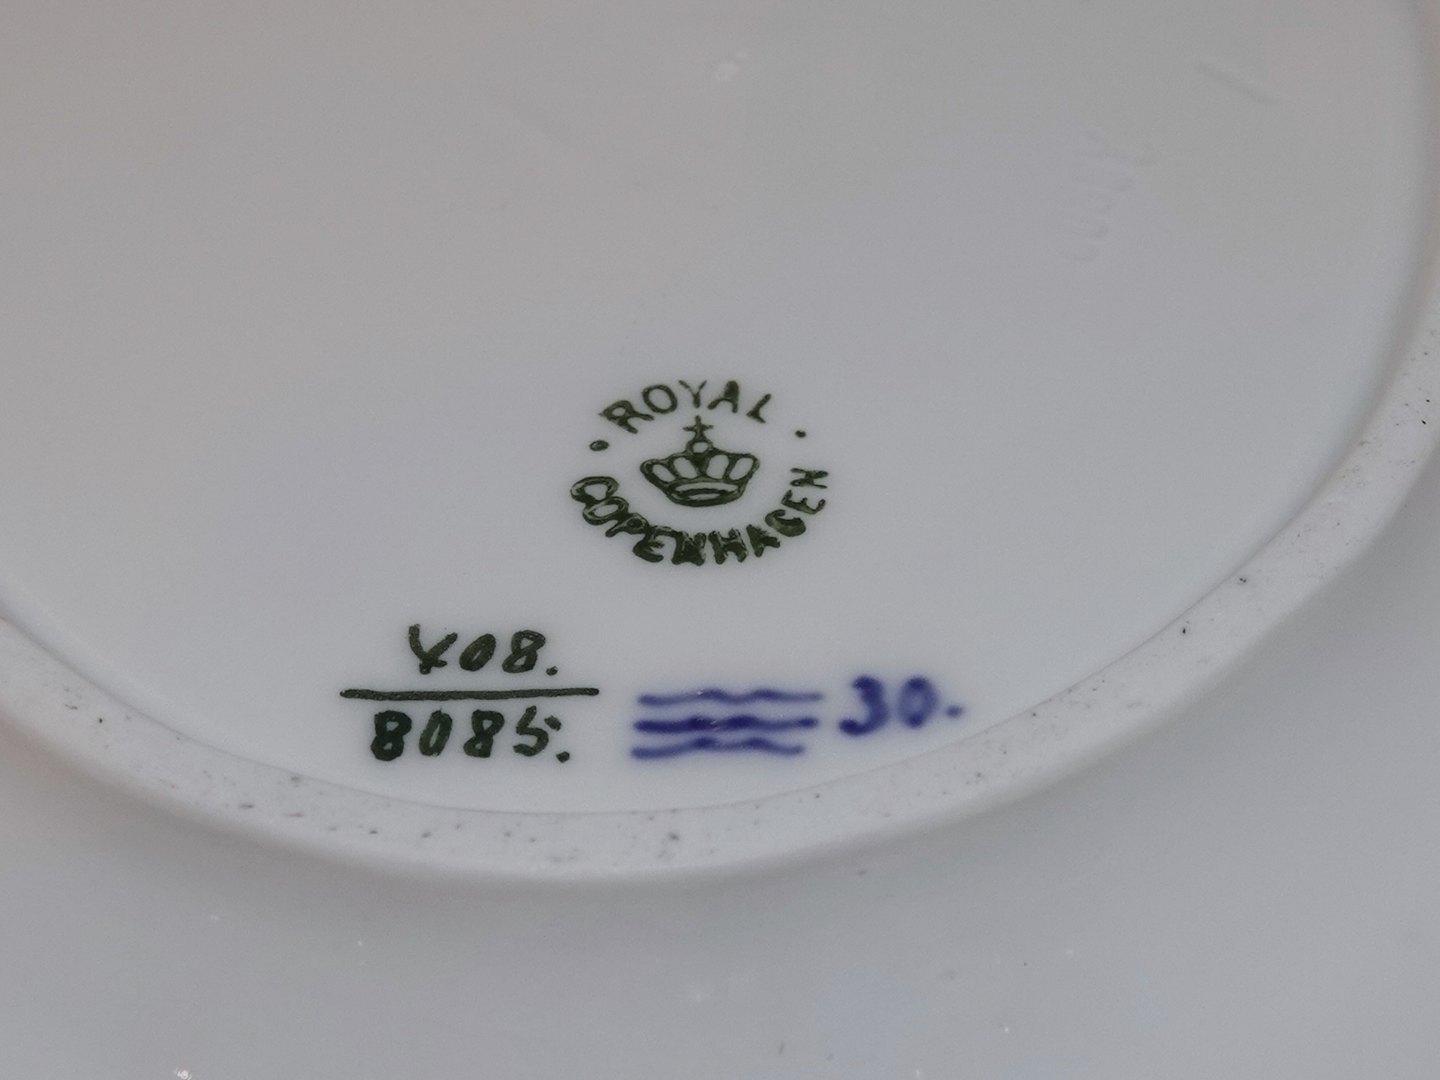 · ROYAL ·
COPENHAGEN
408.
8085.
30.